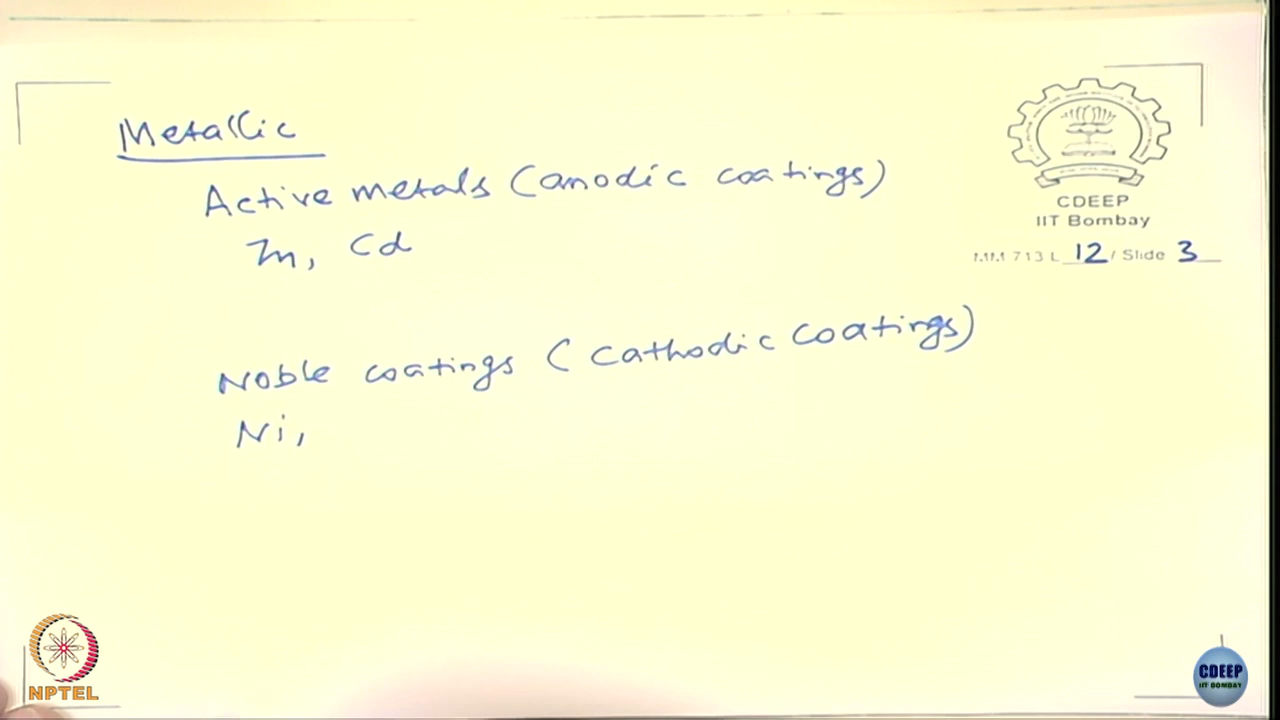 Metallic
Active metals (anodic coatings)
Zn, Cd
Noble coatings (cathodic coatings)
Ni,
CDEEP
IIT Bombay
MM 713 L 12 / Slide 3
NPTEL
CDEEP
IIT BOMBAY